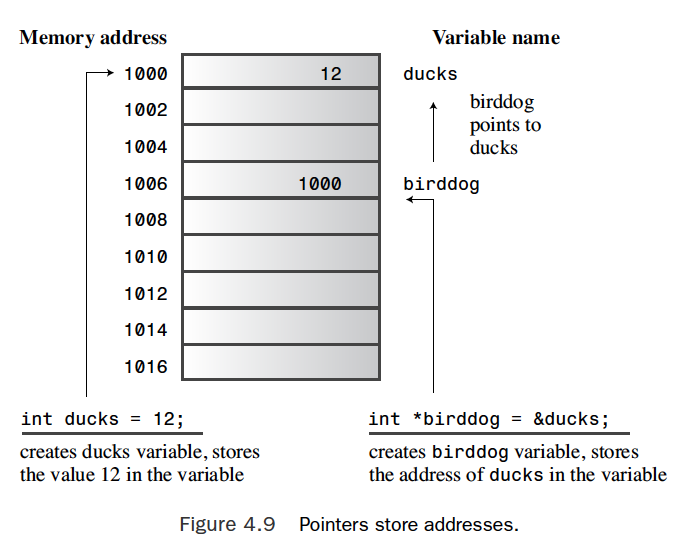 Memory address Variable name
1000 12 ducks
1002 birddog
points to
1004 ducks
1006 1000 birddog
1008
1010
1012
1014
1016
int ducks = 12; int *birddog = &ducks;
creates ducks variable, stores creates birddog variable, stores
the value 12 in the variable the address of ducks in the variable
Figure 4.9 Pointers store addresses.